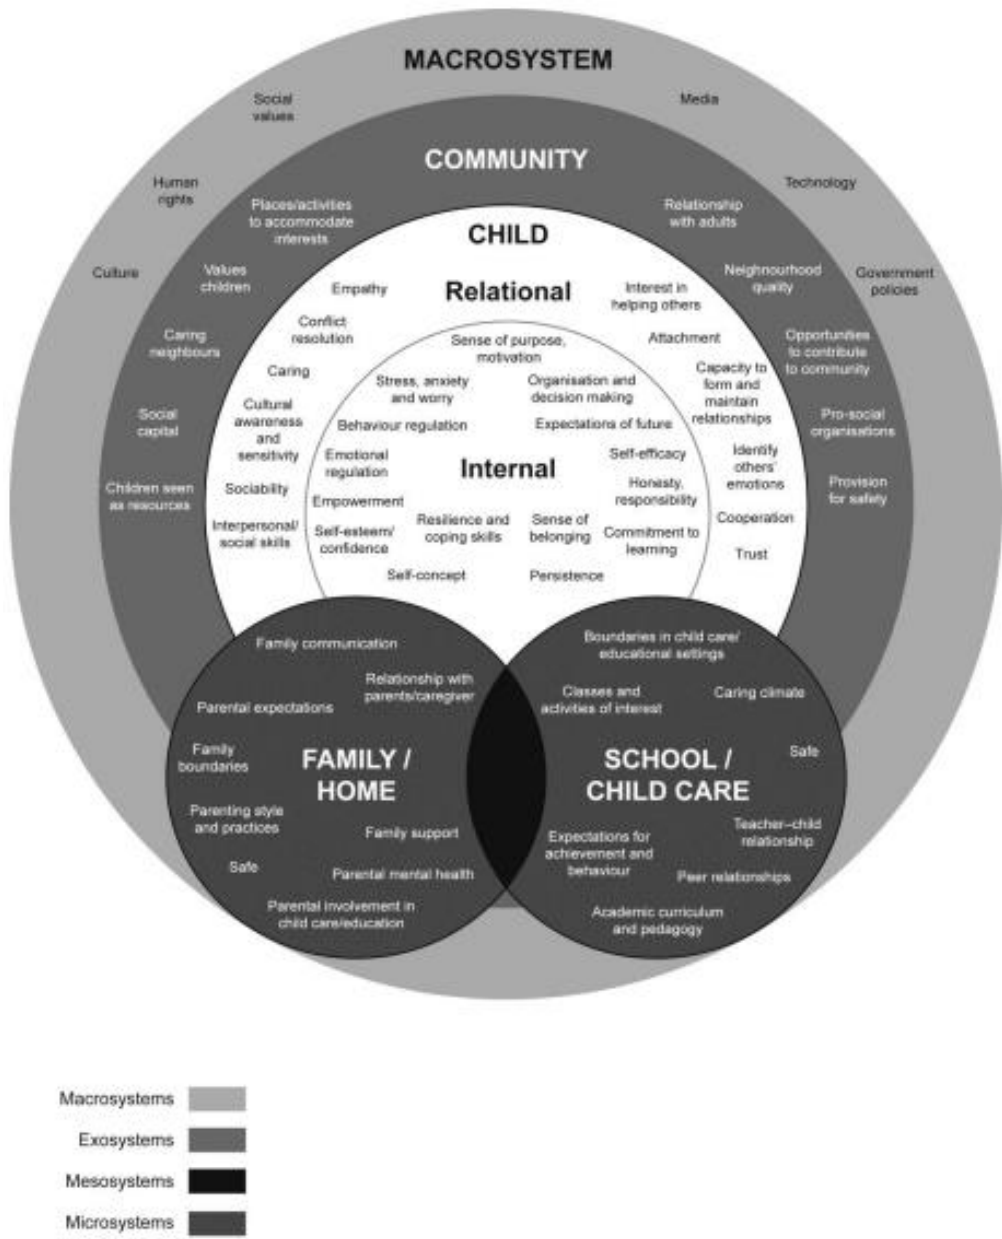 MACROSYSTEM
Social
values
Media
Human
rights
Technology
Culture
Government
policies
COMMUNITY
Places/activities
to accommodate
interests
Relationship
with adults
Values
children
Neighnourhood
quality
Caring
neighbours
Opportunities
to contribute
to community
Social
capital
Pro-social
organisations
Children seen
as resources
Provision
for safety
CHILD
Relational
Empathy
Interest in
helping others
Conflict
resolution
Attachment
Caring
Capacity to
form and
maintain
relationships
Cultural
awareness
and
sensitivity
Identify
others'
emotions
Sociability
Cooperation
Interpersonal/
social skills
Trust
Sense of purpose,
motivation
Stress, anxiety
and worry
Organisation and
decision making
Behaviour regulation
Expectations of future
Emotional
regulation
Internal
Self-efficacy
Empowerment
Honesty,
responsibility
Self-esteem/
confidence
Resilience and
coping skills
Sense of
belonging
Commitment to
learning
Self-concept
Persistence
Family communication
Relationship with
parents/caregiver
Parental expectations
Family
boundaries
FAMILY /
HOME
Parenting style
and practices
Family support
Safe
Parental mental health
Parental involvement in
child care/education
Boundaries in child care/
educational settings
Classes and
activities of interest
Caring climate
Safe
SCHOOL /
CHILD CARE
Teacher–child
relationship
Expectations for
achievement and
behaviour
Peer relationships
Academic curriculum
and pedagogy
Macrosystems
Exosystems
Mesosystems
Microsystems